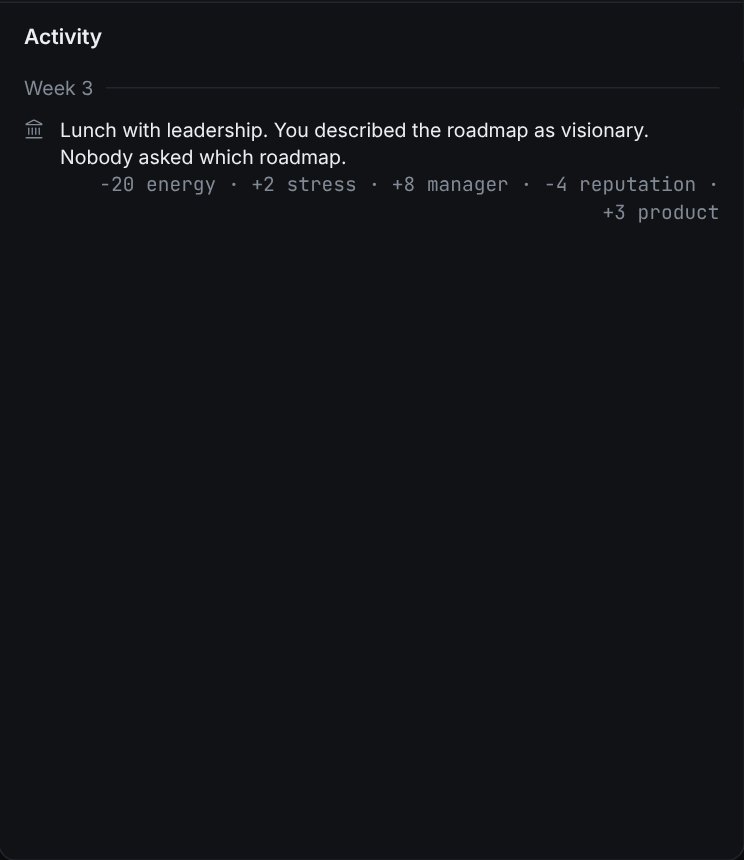 Activity
Week 3
Lunch with leadership. You described the roadmap as visionary.
Nobody asked which roadmap.
-20 energy · +2 stress · +8 manager · -4 reputation ·
+3 product